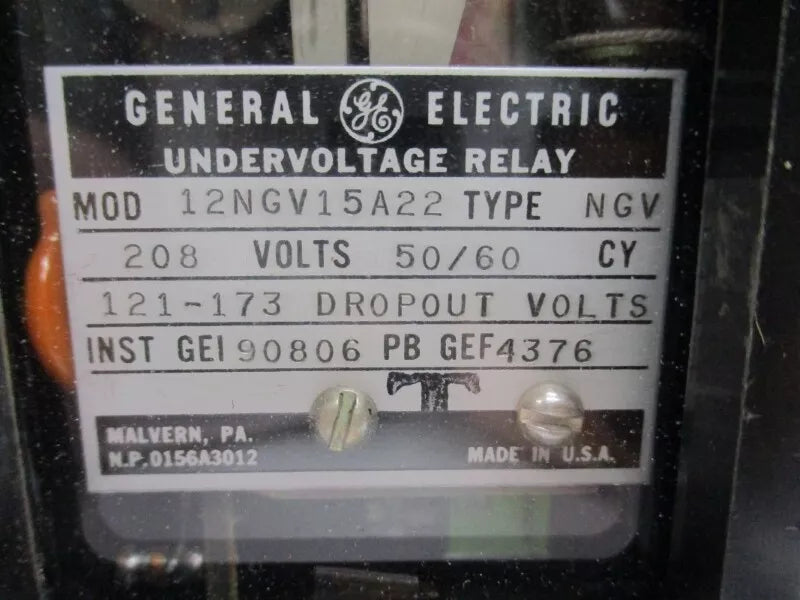 GENERAL GE ELECTRIC
UNDERVOLTAGE RELAY
MOD 12NGV15A22 TYPE NGV
208 VOLTS 50/60 CY
121-173 DROPOUT VOLTS
INST GEI 90806 PB GEF4376
T
MALVERN, PA.
N.P. 0156A3012
MADE IN U.S.A.